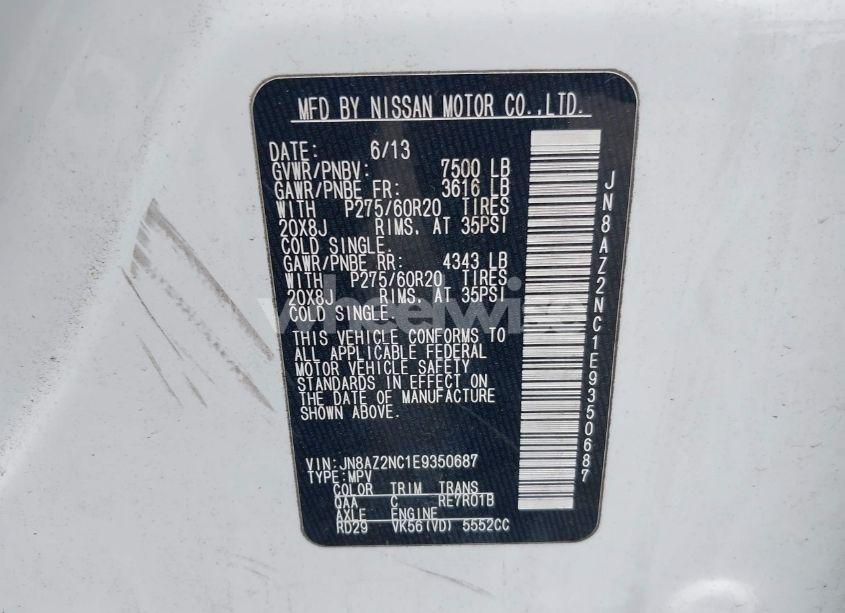 MFD BY NISSAN MOTOR CO.,LTD.
DATE: 6/13
GVWR/PNBV: 7500 LB
GAWR/PNBE FR: 3616 LB
WITH P275/60R20 TIRES
20X8J RIMS, AT 35PSI
COLD SINGLE.
GAWR/PNBE RR: 4343 LB
WITH P275/60R20 TIRES
20X8J RIMS, AT 35PSI
COLD SINGLE.
THIS VEHICLE CONFORMS TO
ALL APPLICABLE FEDERAL
MOTOR VEHICLE SAFETY
STANDARDS IN EFFECT ON
THE DATE OF MANUFACTURE
SHOWN ABOVE.
VIN:JN8AZ2NC1E9350687
TYPE:MPV
COLOR TRIM TRANS
QAA C RE7R01B
AXLE ENGINE
RD29 VK56(VD) 5552CC
JN8AZ2NC1E9350687
wheelwise